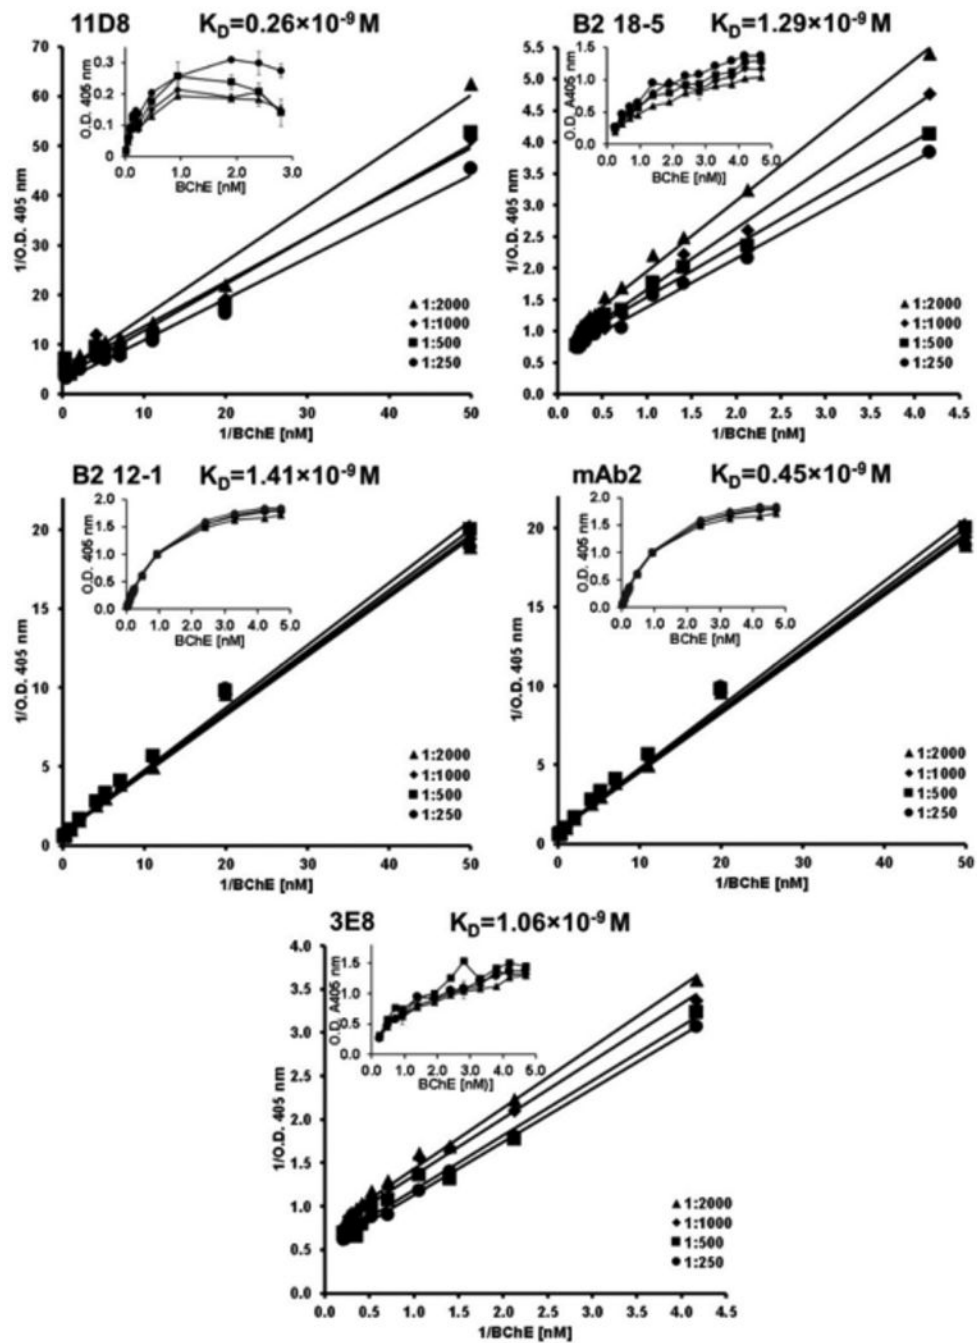 11D8 K_D=0.26×10⁻⁹ M
70
60
50
40
30
20
10
0
1/O.D. 405 nm
0.3
0.2
0.1
0
O.D. 405 nm
0.0 1.0 2.0 3.0
BChE [nM]
▲ 1:2000
◆ 1:1000
■ 1:500
● 1:250
0 10 20 30 40 50
1/BChE [nM]
B2 18-5 K_D=1.29×10⁻⁹ M
5.5
5.0
4.5
4.0
3.5
3.0
2.5
2.0
1.5
1.0
0.5
0.0
1/O.D. 405 nm
1.5
1.0
0.5
0.0
O.D. A405 nm
0.0 1.0 2.0 3.0 4.0 5.0
BChE [nM)]
▲ 1:2000
◆ 1:1000
■ 1:500
● 1:250
0.0 0.5 1.0 1.5 2.0 2.5 3.0 3.5 4.0 4.5
1/BChE [nM]
B2 12-1 K_D=1.41×10⁻⁹ M
20
15
10
5
0
1/O.D. 405 nm
2.0
1.5
1.0
0.5
0.0
O.D. 405 nm
0.0 1.0 2.0 3.0 4.0 5.0
BChE [nM]
▲ 1:2000
◆ 1:1000
■ 1:500
● 1:250
0 10 20 30 40 50
1/BChE [nM]
mAb2 K_D=0.45×10⁻⁹ M
20
15
10
5
0
1/O.D. 405 nm
2.0
1.5
1.0
0.5
0.0
O.D. 405 nm
0.0 1.0 2.0 3.0 4.0 5.0
BChE [nM]
▲ 1:2000
◆ 1:1000
■ 1:500
● 1:250
0 10 20 30 40 50
1/BChE [nM]
3E8 K_D=1.06×10⁻⁹ M
4.0
3.5
3.0
2.5
2.0
1.5
1.0
0.5
0.0
1/O.D. 405 nm
1.5
1.0
0.5
0.0
O.D. A405 nm
0.0 1.0 2.0 3.0 4.0 5.0
BChE [nM)]
▲ 1:2000
◆ 1:1000
■ 1:500
● 1:250
0.0 0.5 1.0 1.5 2.0 2.5 3.0 3.5 4.0 4.5
1/BChE [nM]